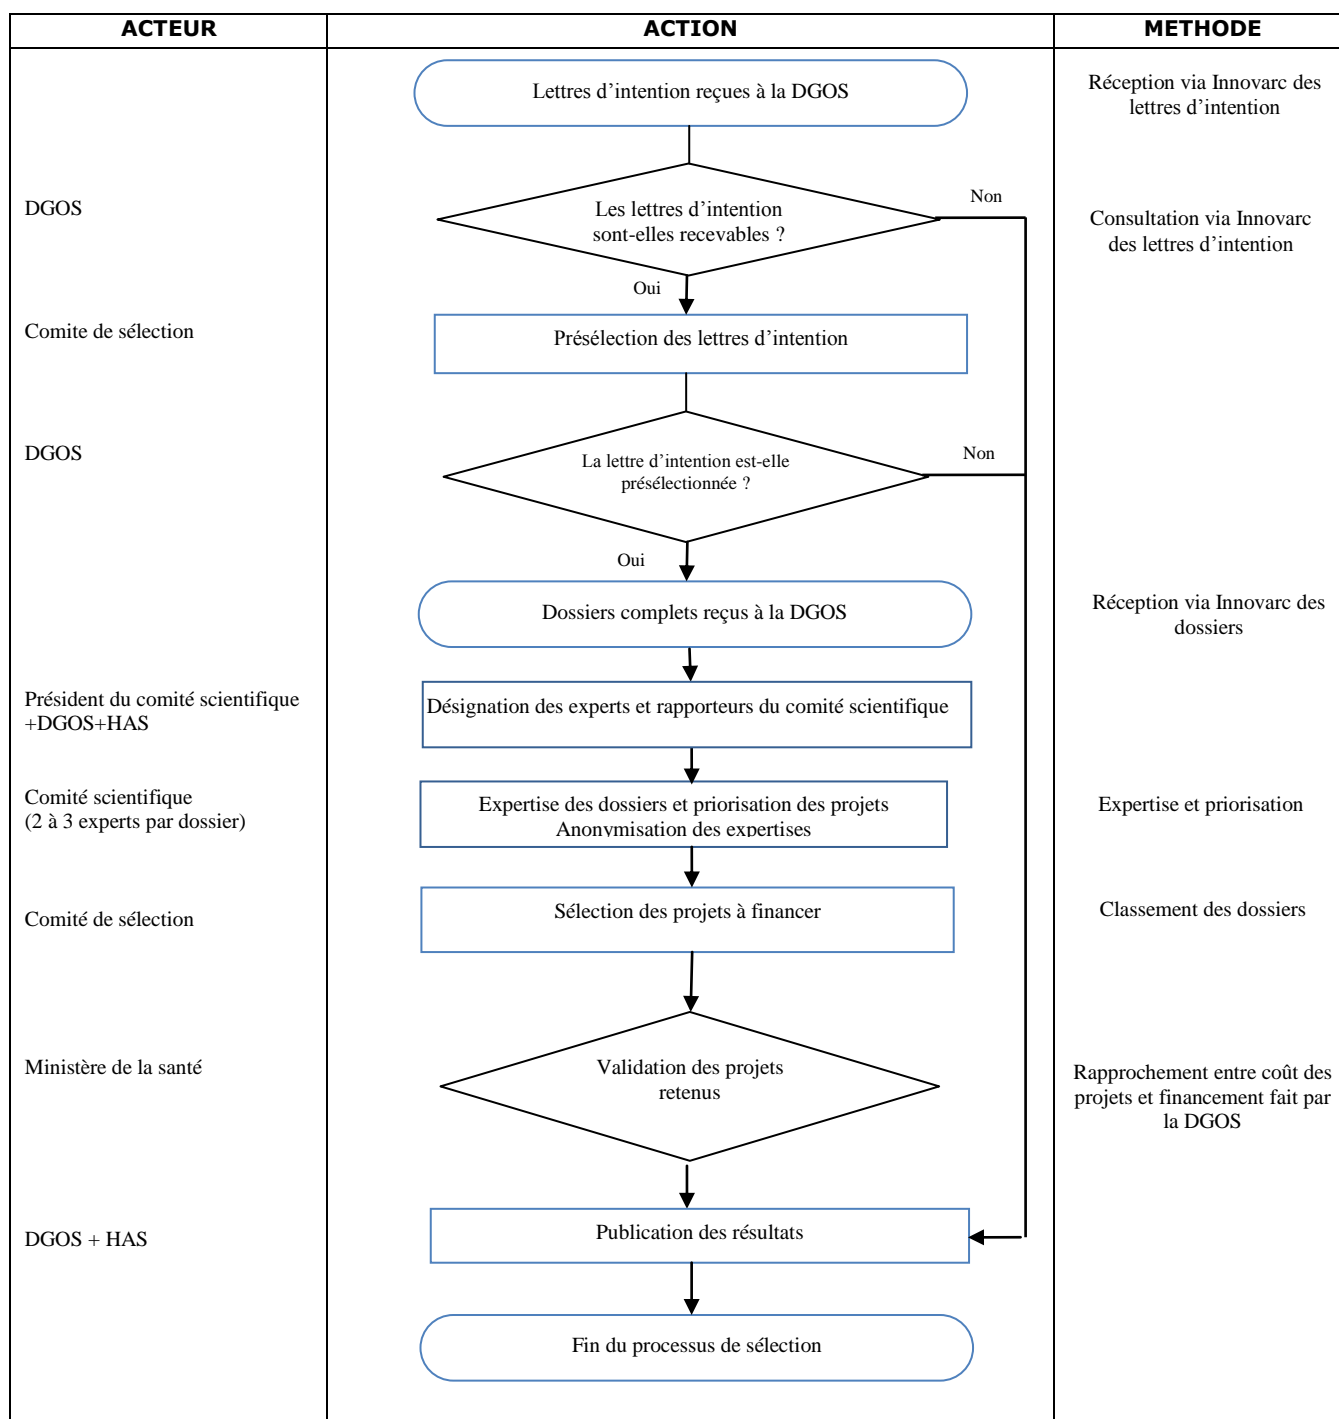 ACTEUR
ACTION
METHODE
Lettres d’intention reçues à la DGOS
Réception via Innovarc des
lettres d’intention
DGOS
Les lettres d’intention
sont-elles recevables ?
Non
Consultation via Innovarc
des lettres d’intention
Oui
Comite de sélection
Présélection des lettres d’intention
DGOS
La lettre d’intention est-elle
présélectionnée ?
Non
Oui
Dossiers complets reçus à la DGOS
Réception via Innovarc des
dossiers
Président du comité scientifique
+DGOS+HAS
Désignation des experts et rapporteurs du comité scientifique
Comité scientifique
(2 à 3 experts par dossier)
Expertise des dossiers et priorisation des projets
Anonymisation des expertises
Expertise et priorisation
Comité de sélection
Sélection des projets à financer
Classement des dossiers
Ministère de la santé
Validation des projets
retenus
Rapprochement entre coût des
projets et financement fait par
la DGOS
DGOS + HAS
Publication des résultats
Fin du processus de sélection